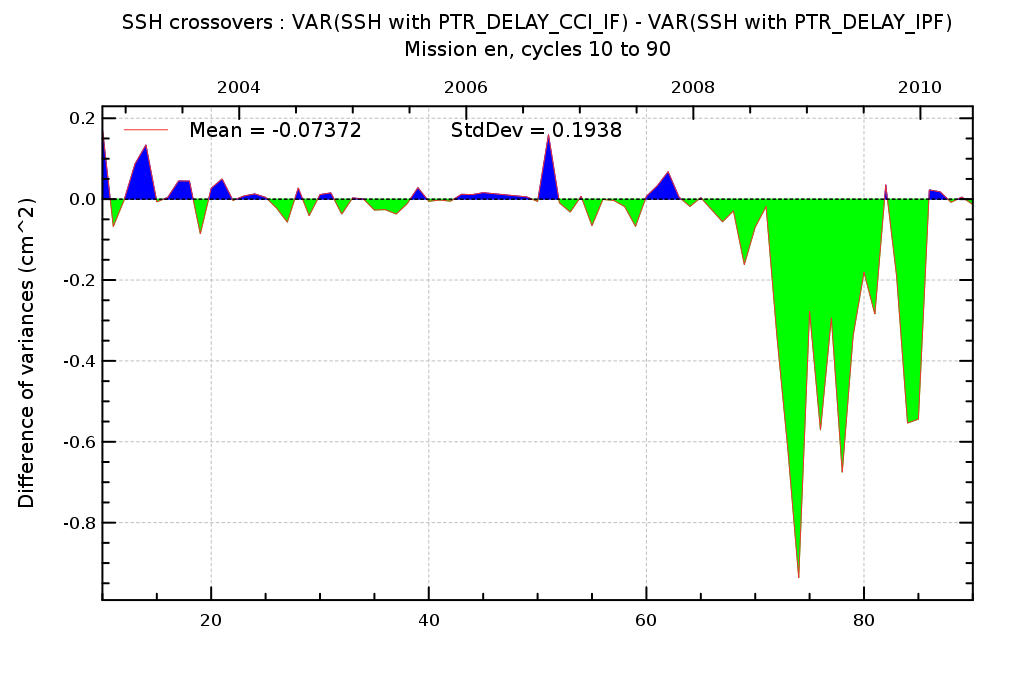 SSH crossovers : VAR(SSH with PTR_DELAY_CCI_IF) - VAR(SSH with PTR_DELAY_IPF)
Mission en, cycles 10 to 90
2004 2006 2008 2010
Mean = -0.07372 StdDev = 0.1938
0.2
0.0
-0.2
-0.4
-0.6
-0.8
Difference of variances (cm^2)
20 40 60 80